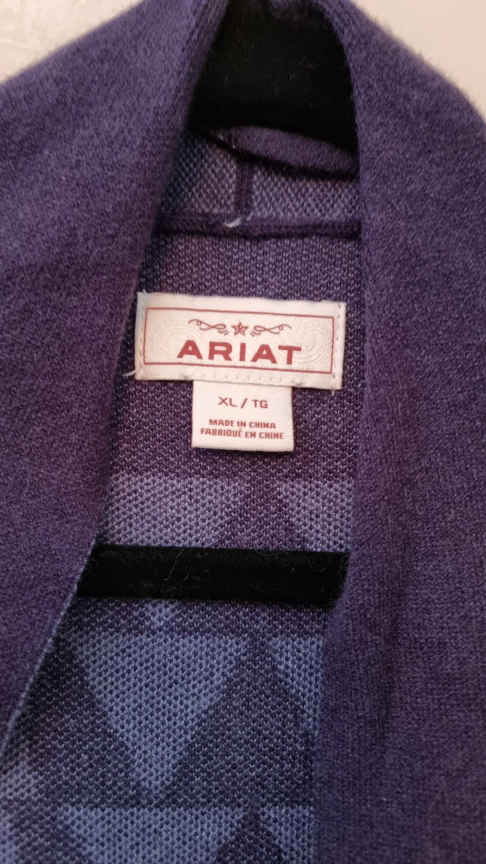 ARIAT
XL / TG
MADE IN CHINA
FABRIQUÉ EN CHINE